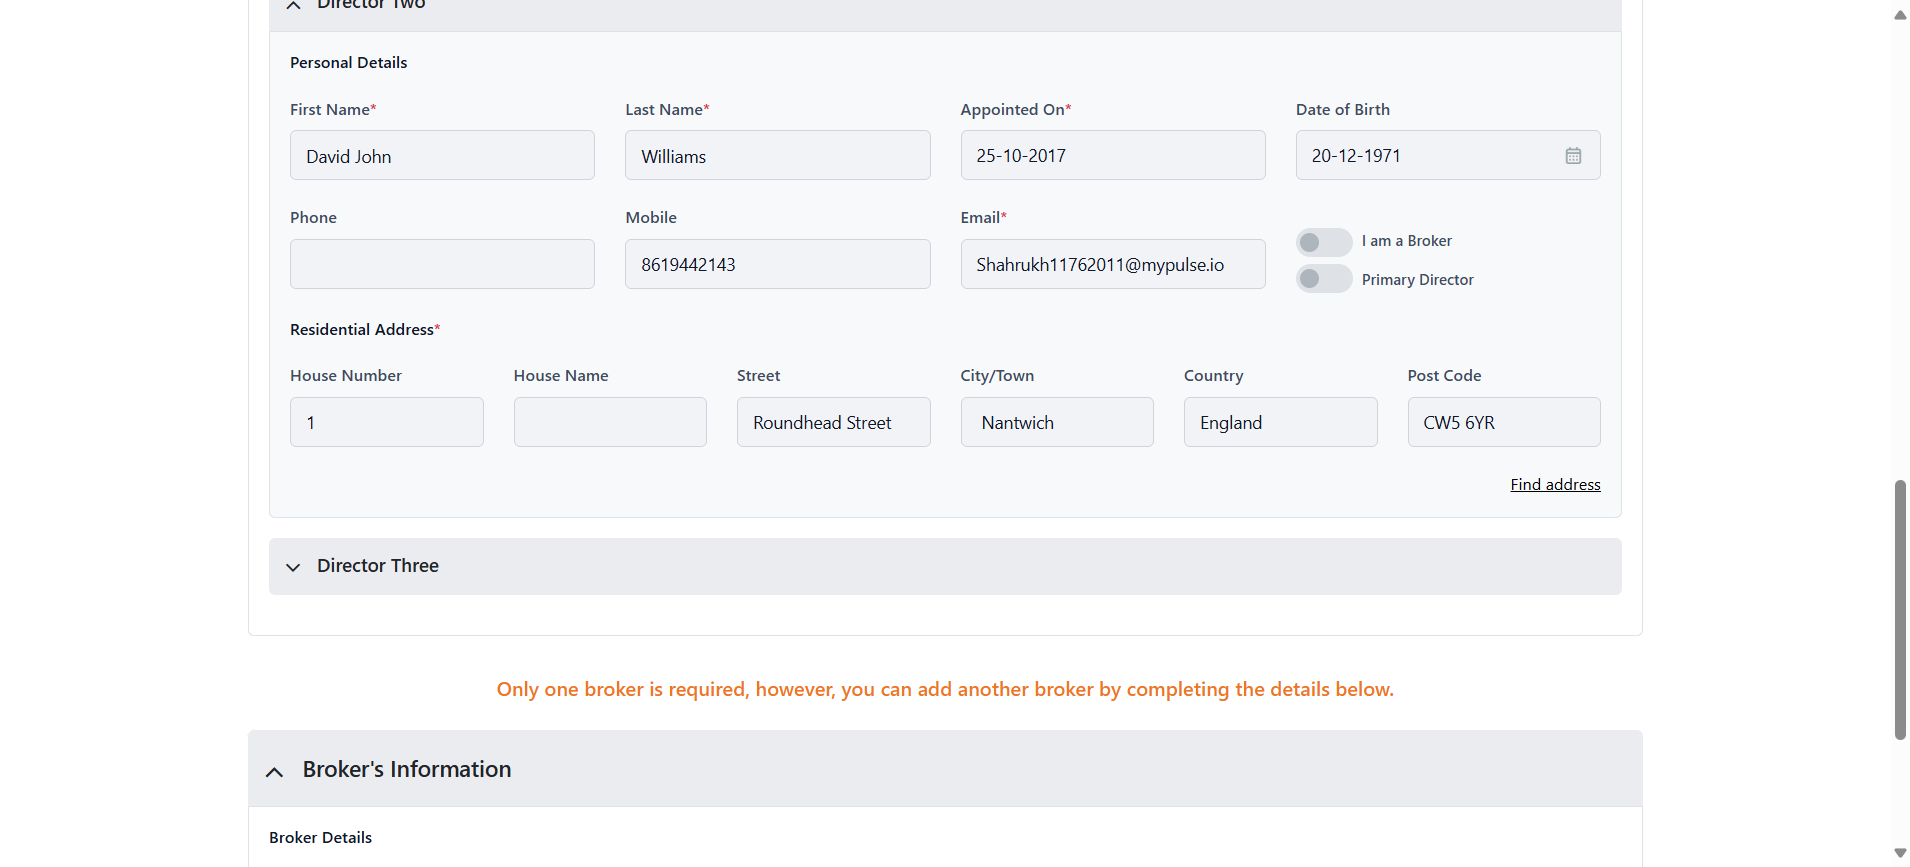 Director Two
Personal Details
First Name*
Last Name*
Appointed On*
Date of Birth
David John
Williams
25-10-2017
20-12-1971
Phone
Mobile
Email*
8619442143
Shahrukh11762011@mypulse.io
I am a Broker
Primary Director
Residential Address*
House Number
House Name
Street
City/Town
Country
Post Code
1
Roundhead Street
Nantwich
England
CW5 6YR
Find address
Director Three
Only one broker is required, however, you can add another broker by completing the details below.
Broker's Information
Broker Details